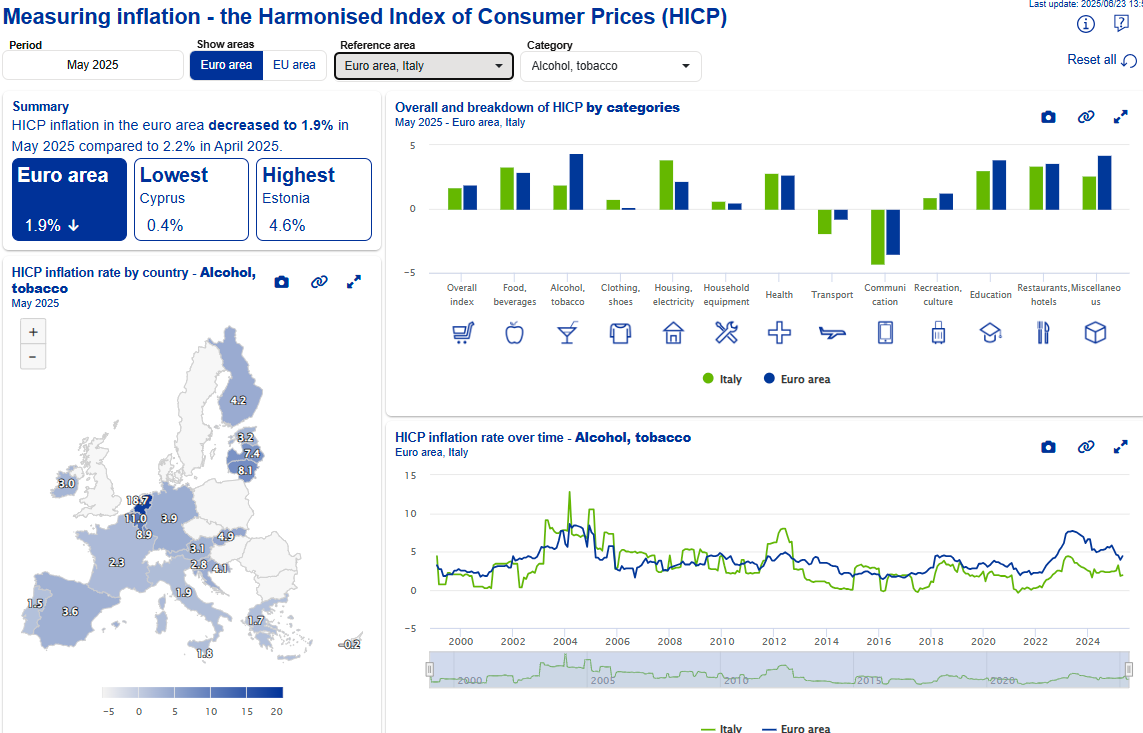 Measuring inflation - the Harmonised Index of Consumer Prices (HICP)
Last update: 2025/06/23 13:5
Period
May 2025
Show areas
Euro area
EU area
Reference area
Euro area, Italy
Category
Alcohol, tobacco
Reset all
Summary
HICP inflation in the euro area decreased to 1.9% in
May 2025 compared to 2.2% in April 2025.
Euro area
1.9% ↓
Lowest
Cyprus
0.4%
Highest
Estonia
4.6%
HICP inflation rate by country - Alcohol,
tobacco
May 2025
+
−
4.2
3.2
7.4
8.1
3.0
18.7
11.0
3.9
8.9
4.9
3.1
2.3
2.8
4.1
1.9
1.5
3.6
1.7
1.8
-0.2
−5 0 5 10 15 20
Overall and breakdown of HICP by categories
May 2025 - Euro area, Italy
5
0
−5
Overall
index
Food,
beverages
Alcohol,
tobacco
Clothing,
shoes
Housing,
electricity
Household
equipment
Health
Transport
Communi
cation
Recreation,
culture
Education
Restaurants,
hotels
Miscellaneo
us
Italy
Euro area
HICP inflation rate over time - Alcohol, tobacco
Euro area, Italy
15
10
5
0
−5
2000 2002 2004 2006 2008 2010 2012 2014 2016 2018 2020 2022 2024
2000 2005 2010 2015 2020
Italy
Euro area